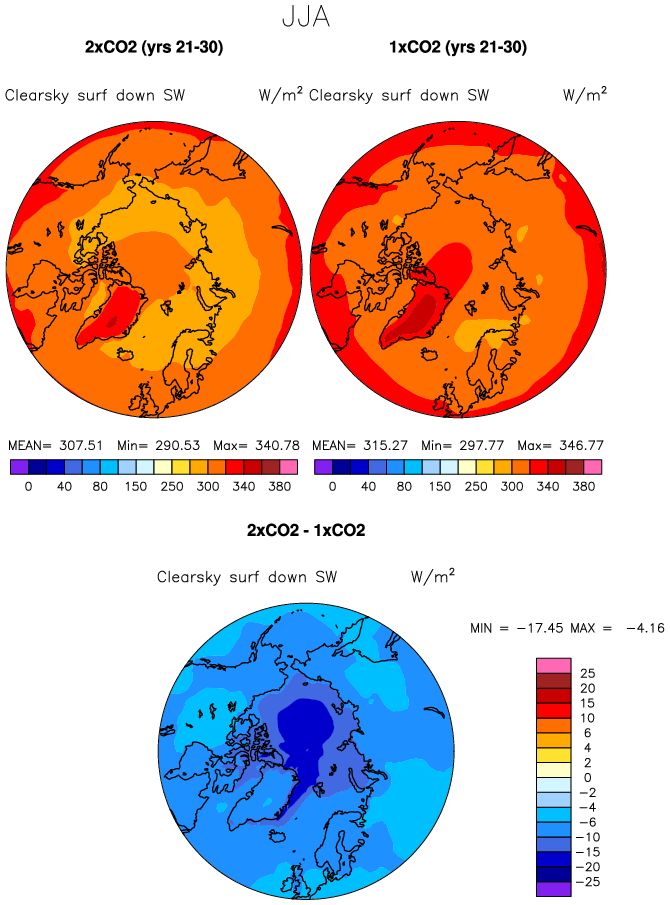 JJA
2xCO2 (yrs 21-30) 1xCO2 (yrs 21-30)
Clearsky surf down SW W/m² Clearsky surf down SW W/m²
MEAN= 307.51 Min= 290.53 Max= 340.78 MEAN= 315.27 Min= 297.77 Max= 346.77
0 40 80 150 250 300 340 380 0 40 80 150 250 300 340 380
2xCO2 - 1xCO2
Clearsky surf down SW W/m²
MIN = −17.45 MAX = −4.16
25
20
15
10
6
4
2
0
−2
−4
−6
−10
−15
−20
−25